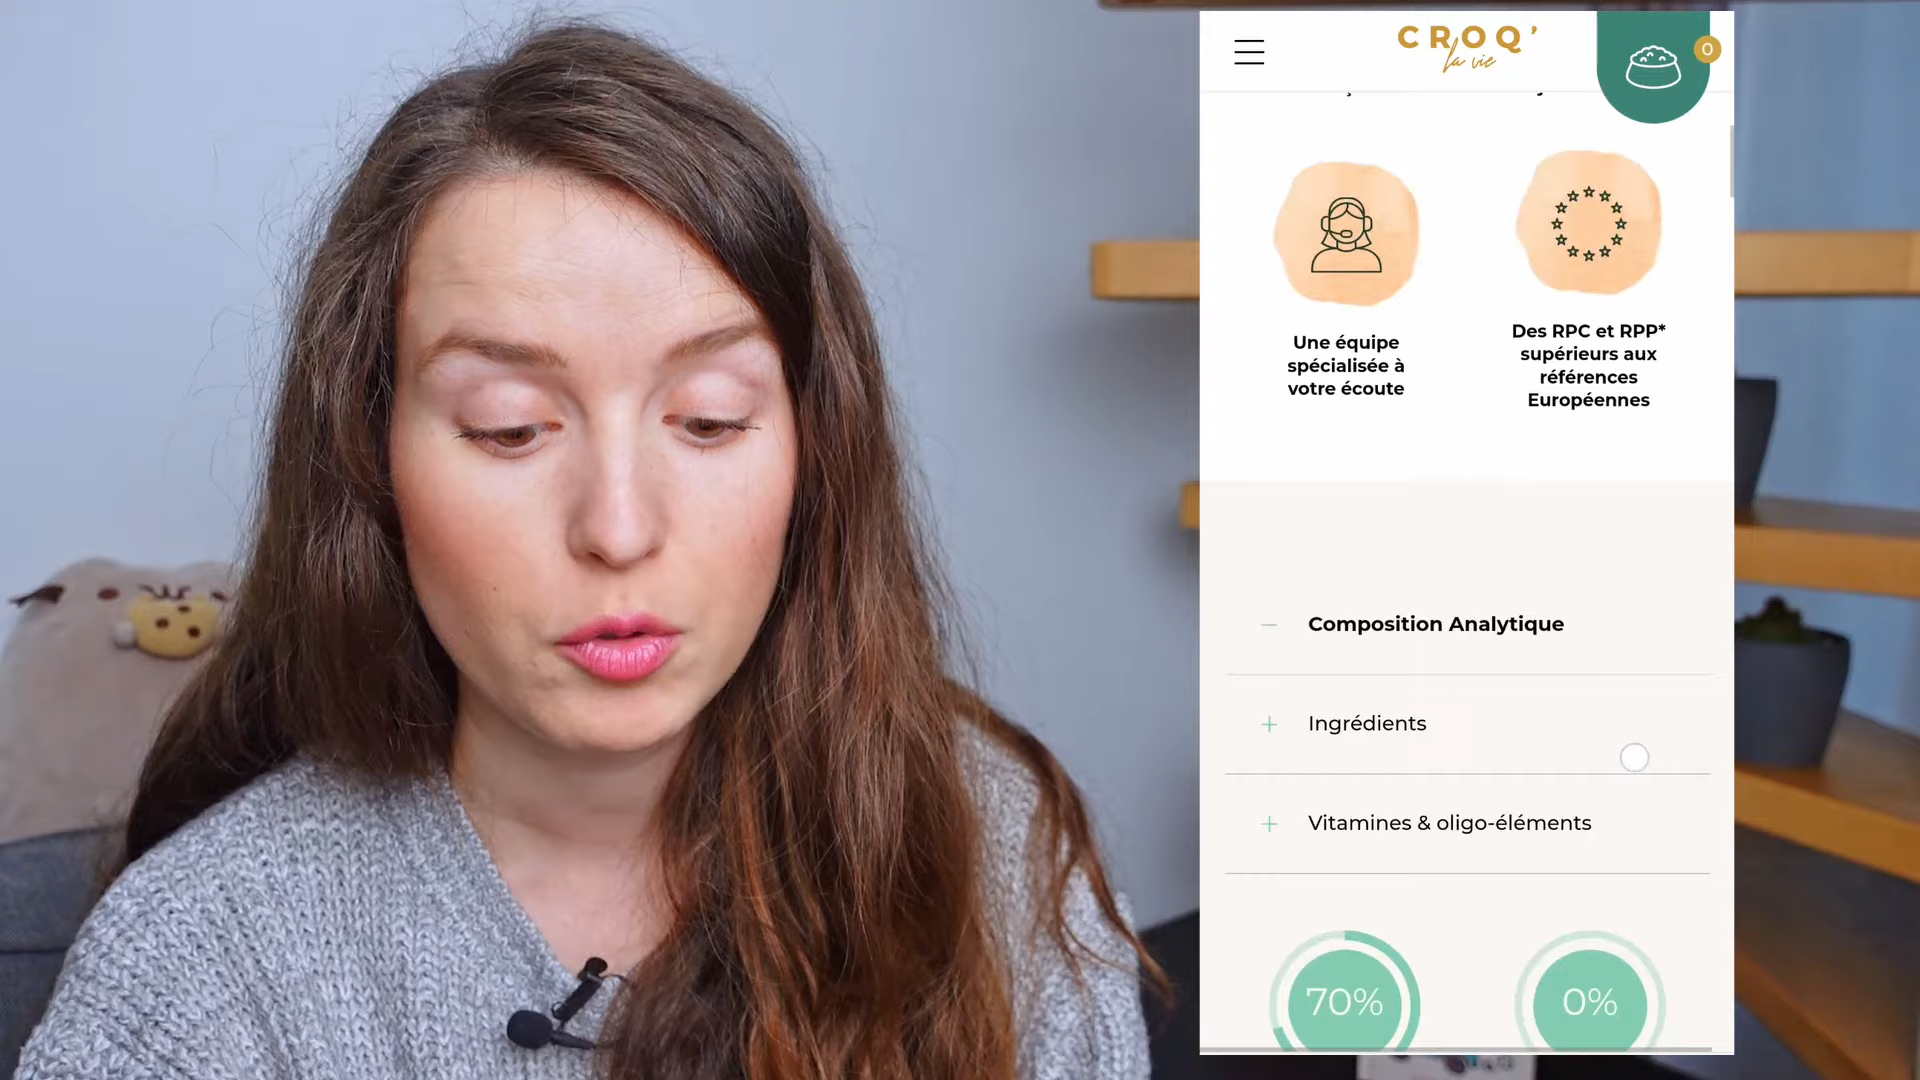 CROQ'
la vie
0
Une équipe
spécialisée à
votre écoute
Des RPC et RPP*
supérieurs aux
références
Européennes
Composition Analytique
Ingrédients
Vitamines & oligo-éléments
70%
0%